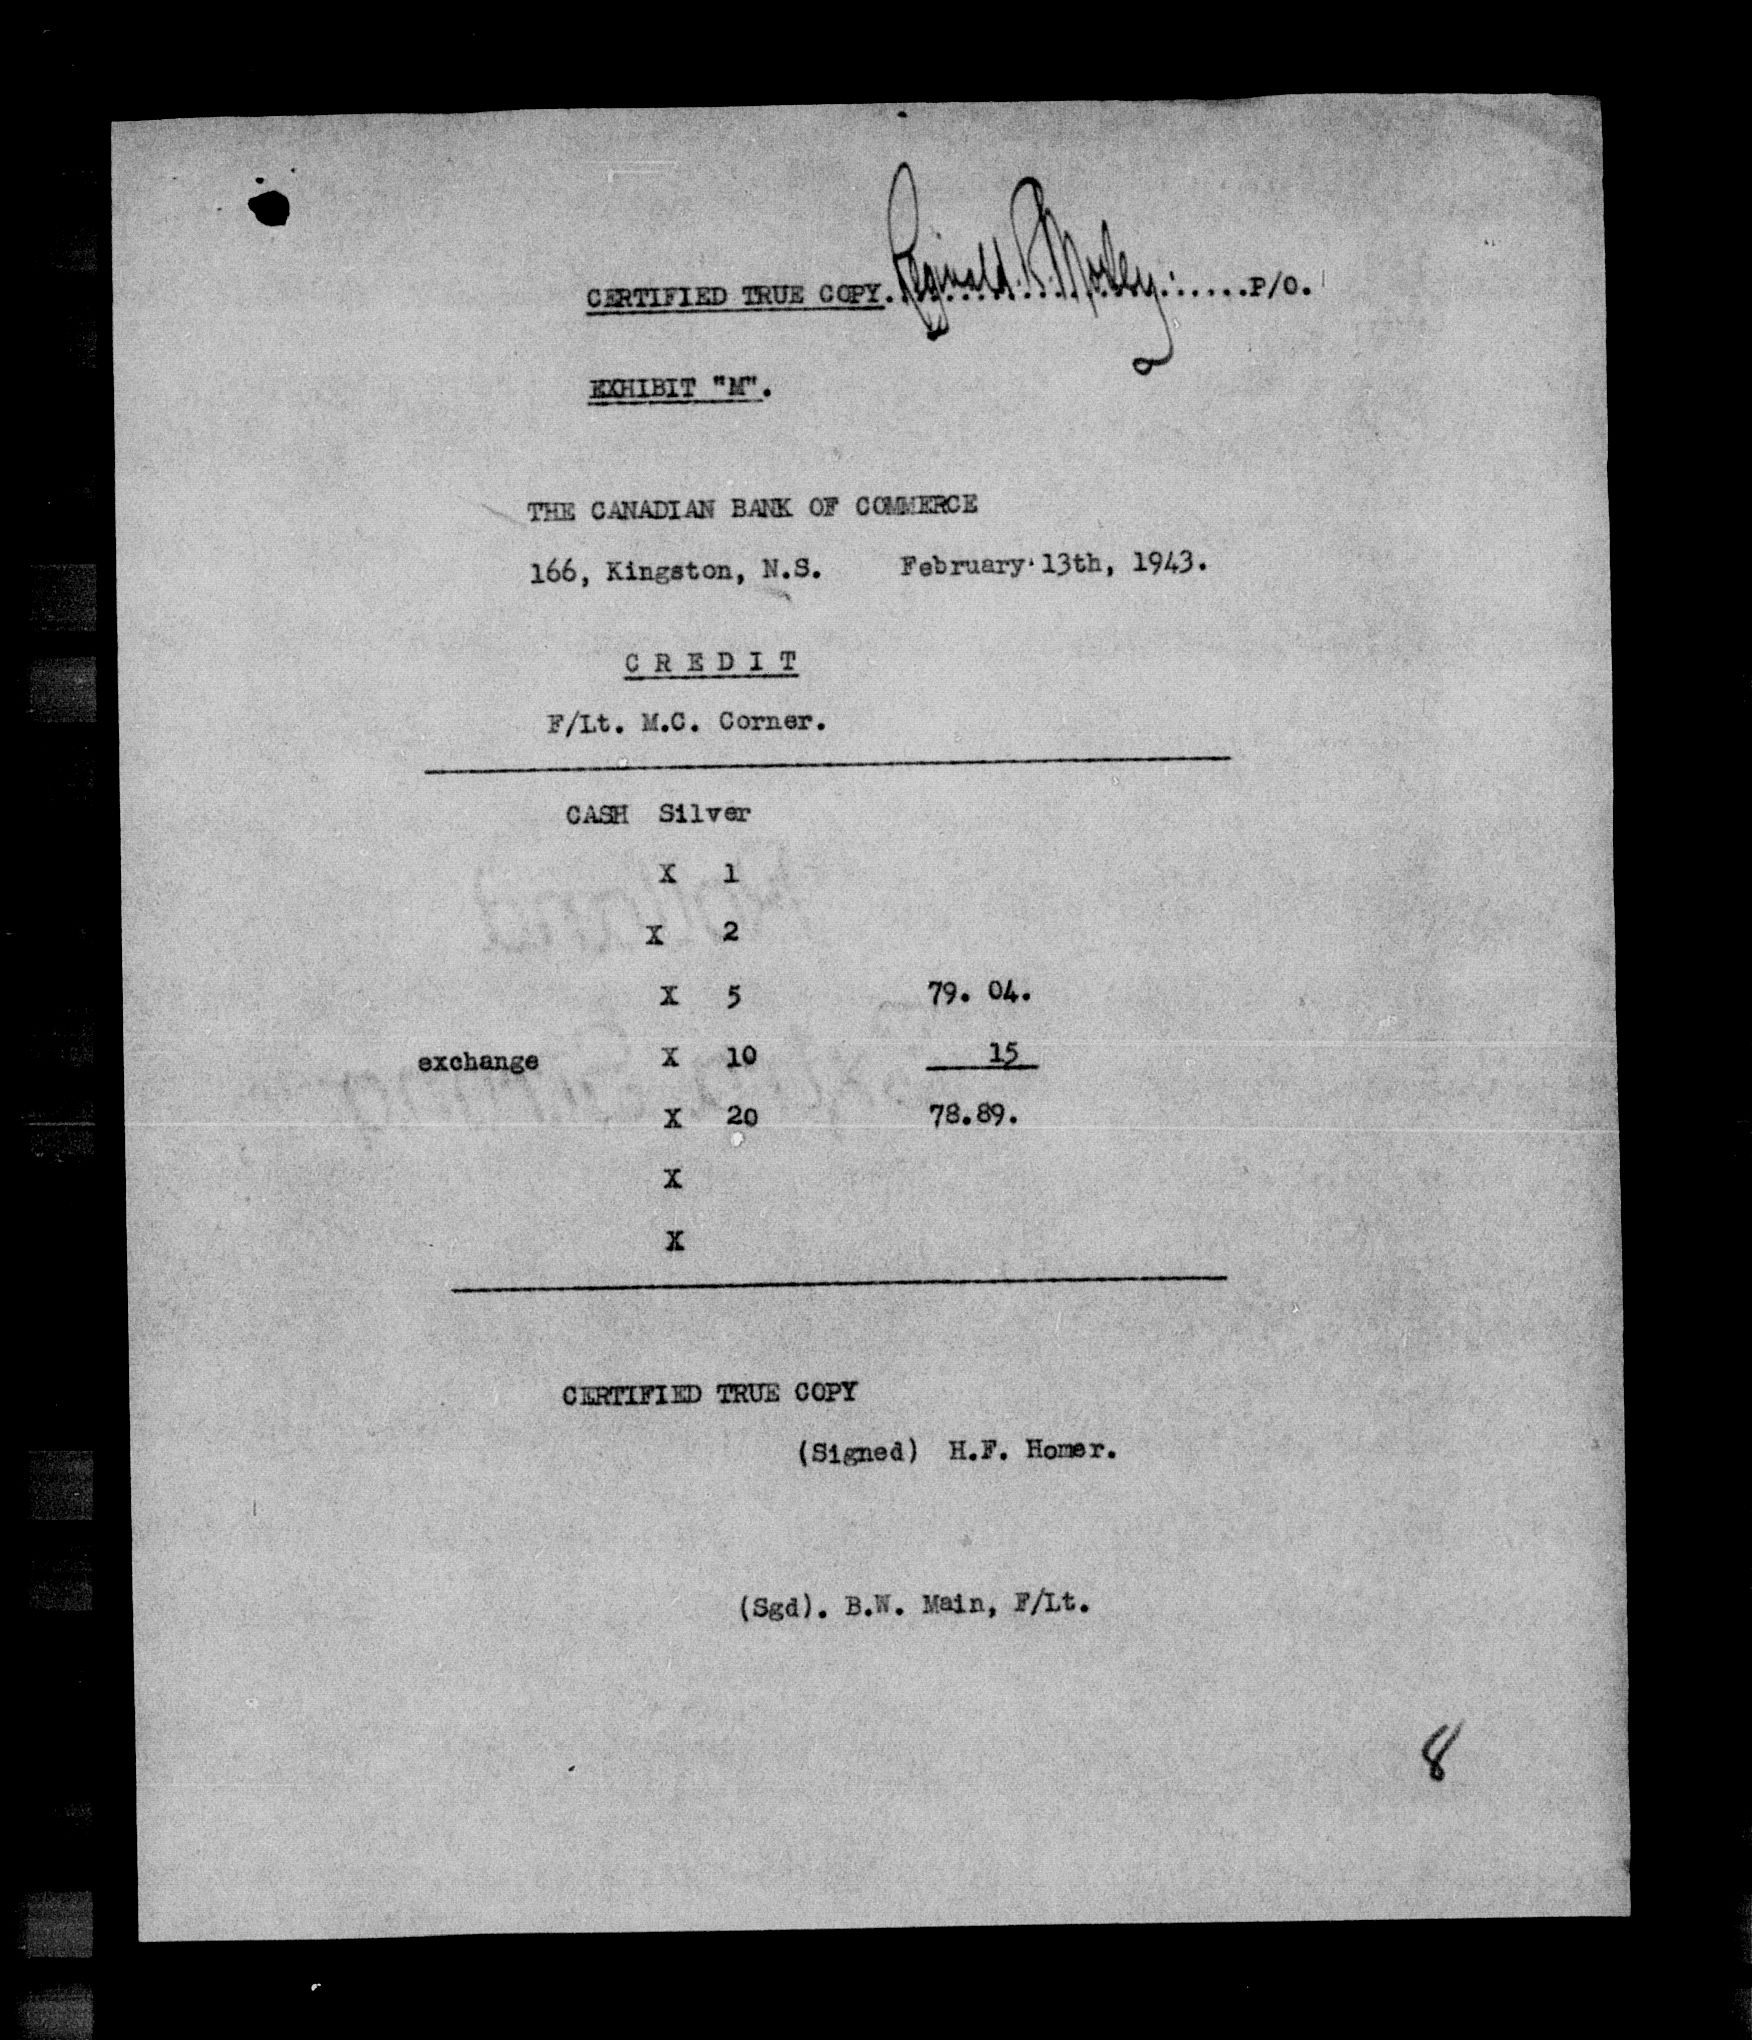 CERTIFIED TRUE COPY. Reginald R. Morley P/O.
EXHIBIT "M".
THE CANADIAN BANK OF COMMERCE
166, Kingston, N.S. February 13th, 1943.
C R E D I T
F/Lt. M.C. Corner.
CASH Silver
X 1
X 2
X 5 79. 04.
exchange X 10 15
X 20 78.89.
X
X
CERTIFIED TRUE COPY
(Signed) H.F. Homer.
(Sgd). B.W. Main, F/Lt.
8